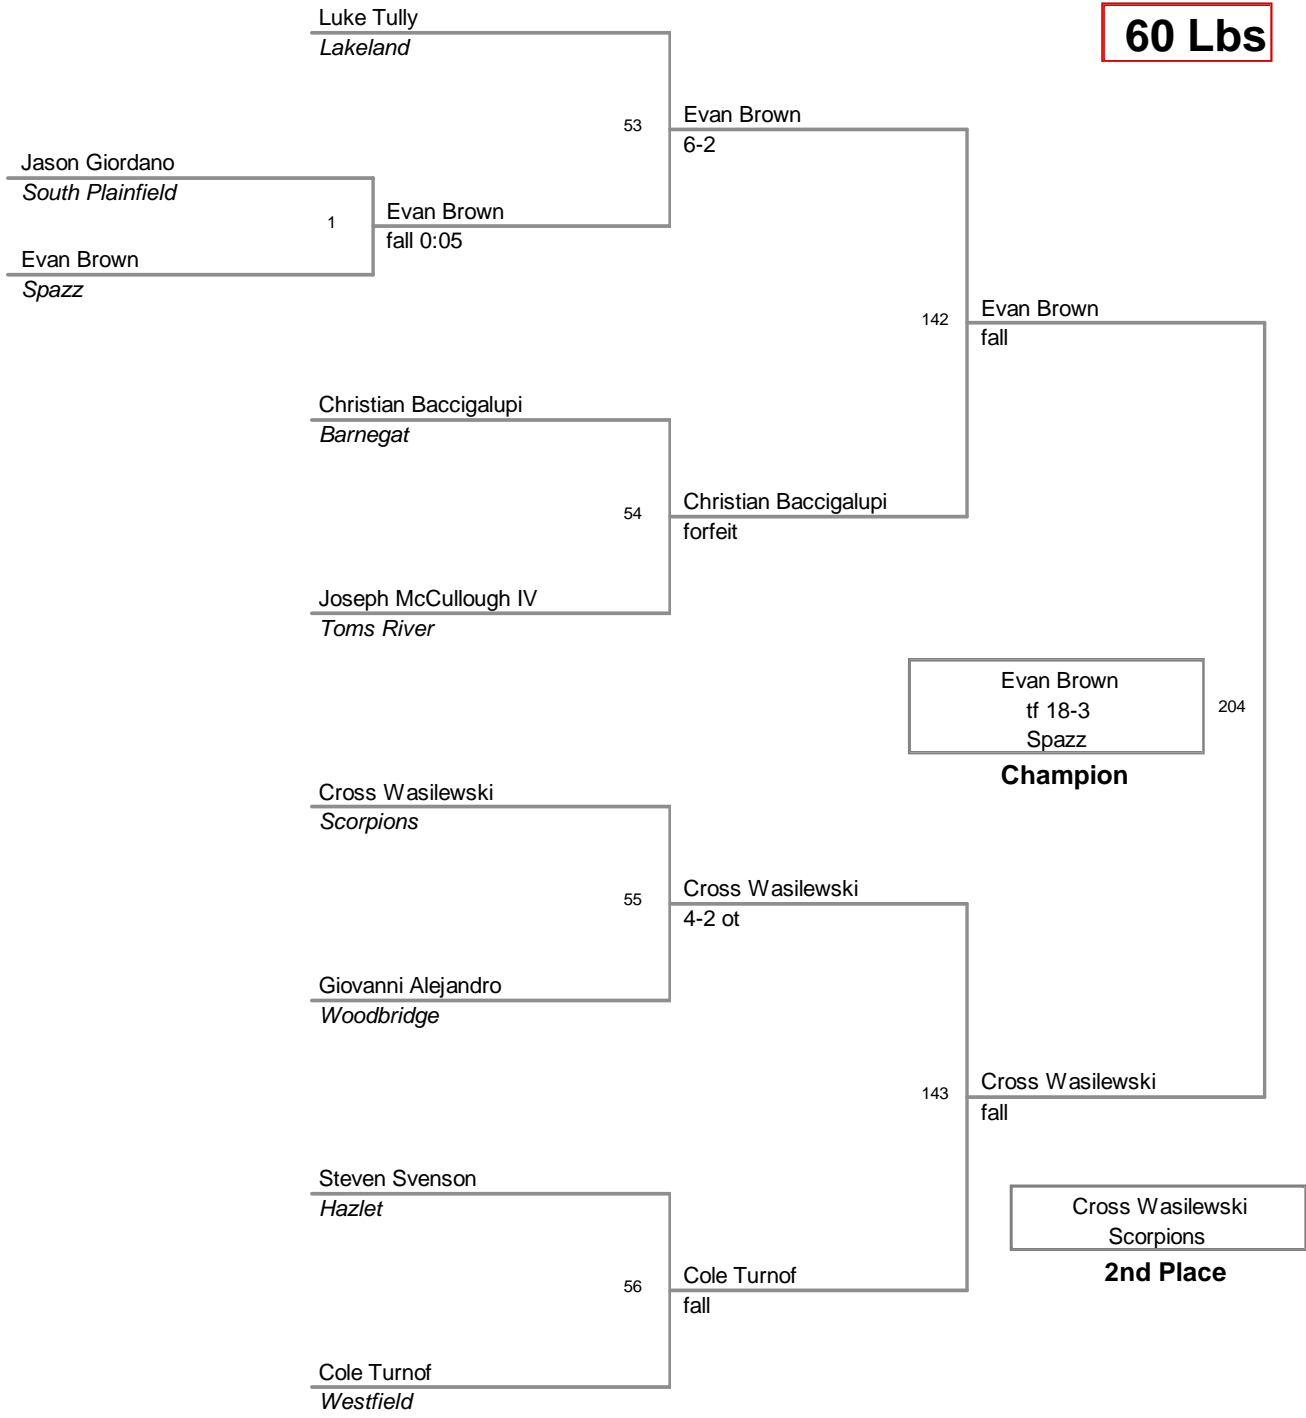 Luke Tully
Lakeland
60 Lbs
53
Evan Brown
6-2
Jason Giordano
South Plainfield
1
Evan Brown
fall 0:05
Evan Brown
Spazz
142
Evan Brown
fall
Christian Baccigalupi
Barnegat
54
Christian Baccigalupi
forfeit
Joseph McCullough IV
Toms River
Evan Brown
tf 18-3
Spazz
204
Champion
Cross Wasilewski
Scorpions
55
Cross Wasilewski
4-2 ot
Giovanni Alejandro
Woodbridge
143
Cross Wasilewski
fall
Steven Svenson
Hazlet
Cross Wasilewski
Scorpions
2nd Place
56
Cole Turnof
fall
Cole Turnof
Westfield